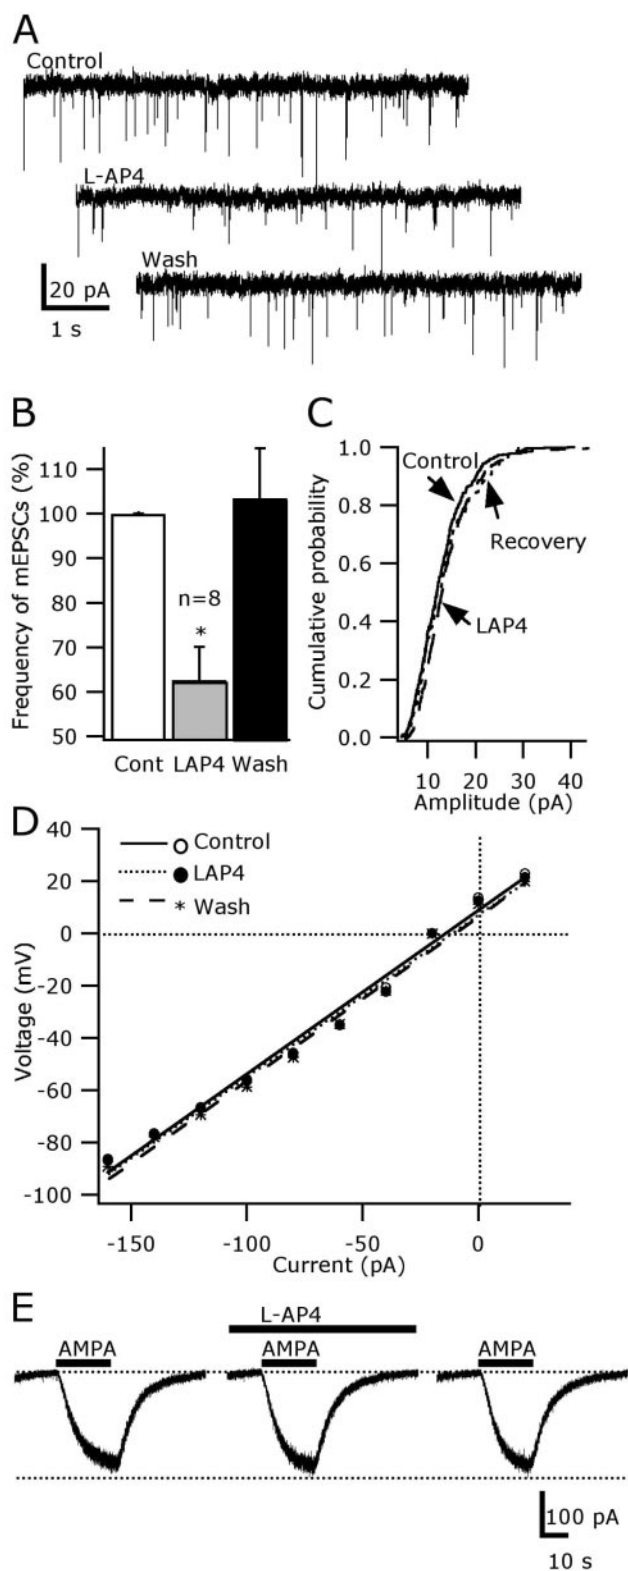 A
Control
L-AP4
Wash
20 pA
1 s
B
Frequency of mEPSCs (%)
110
100
90
80
70
60
50
n=8
*
Cont LAP4 Wash
C
Cumulative probability
1.0
0.8
0.6
0.4
0.2
0.0
Control
Recovery
LAP4
10 20 30 40
Amplitude (pA)
D
Voltage (mV)
40
20
0
-20
-40
-60
-80
-100
Control
LAP4
* Wash
-150 -100 -50 0
Current (pA)
E
L-AP4
AMPA AMPA AMPA
100 pA
10 s